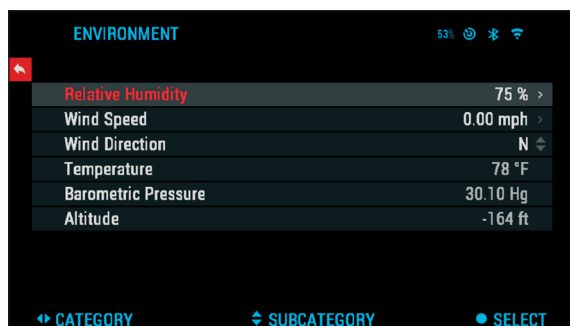 ENVIRONMENT 53%
Relative Humidity 75 % >
Wind Speed 0.00 mph >
Wind Direction N
Temperature 78 °F
Barometric Pressure 30.10 Hg
Altitude -164 ft
CATEGORY SUBCATEGORY SELECT